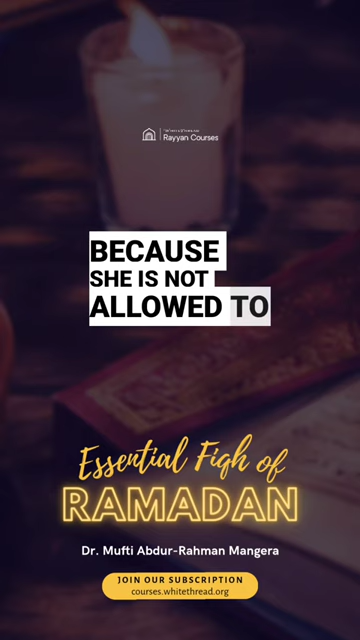 Rayyan Courses
BECAUSE
SHE IS NOT
ALLOWED TO
Essential Fiqh of
RAMADAN
Dr. Mufti Abdur-Rahman Mangera
JOIN OUR SUBSCRIPTION
courses.whitethread.org